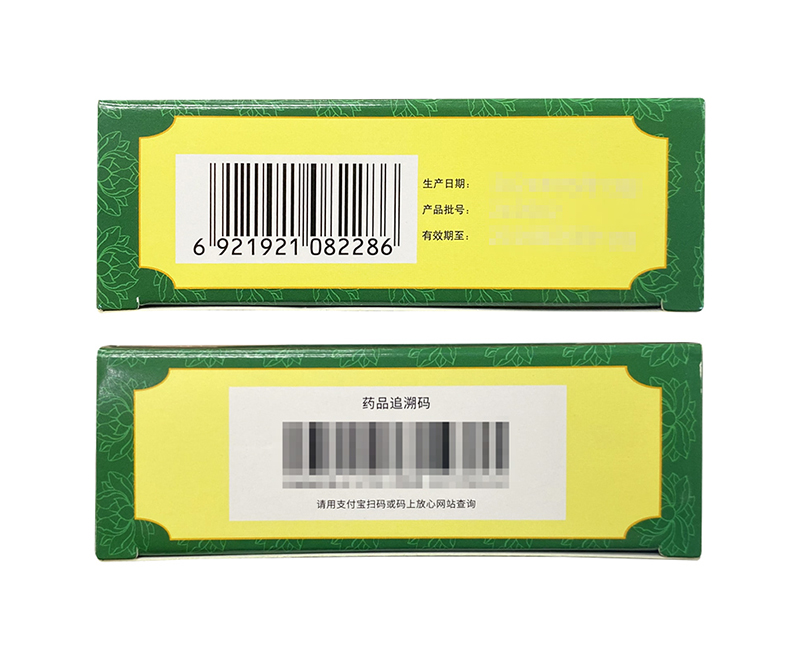 6 921921 082286
生产日期：
产品批号：
有效期至：
药品追溯码
请用支付宝扫码或码上放心网站查询